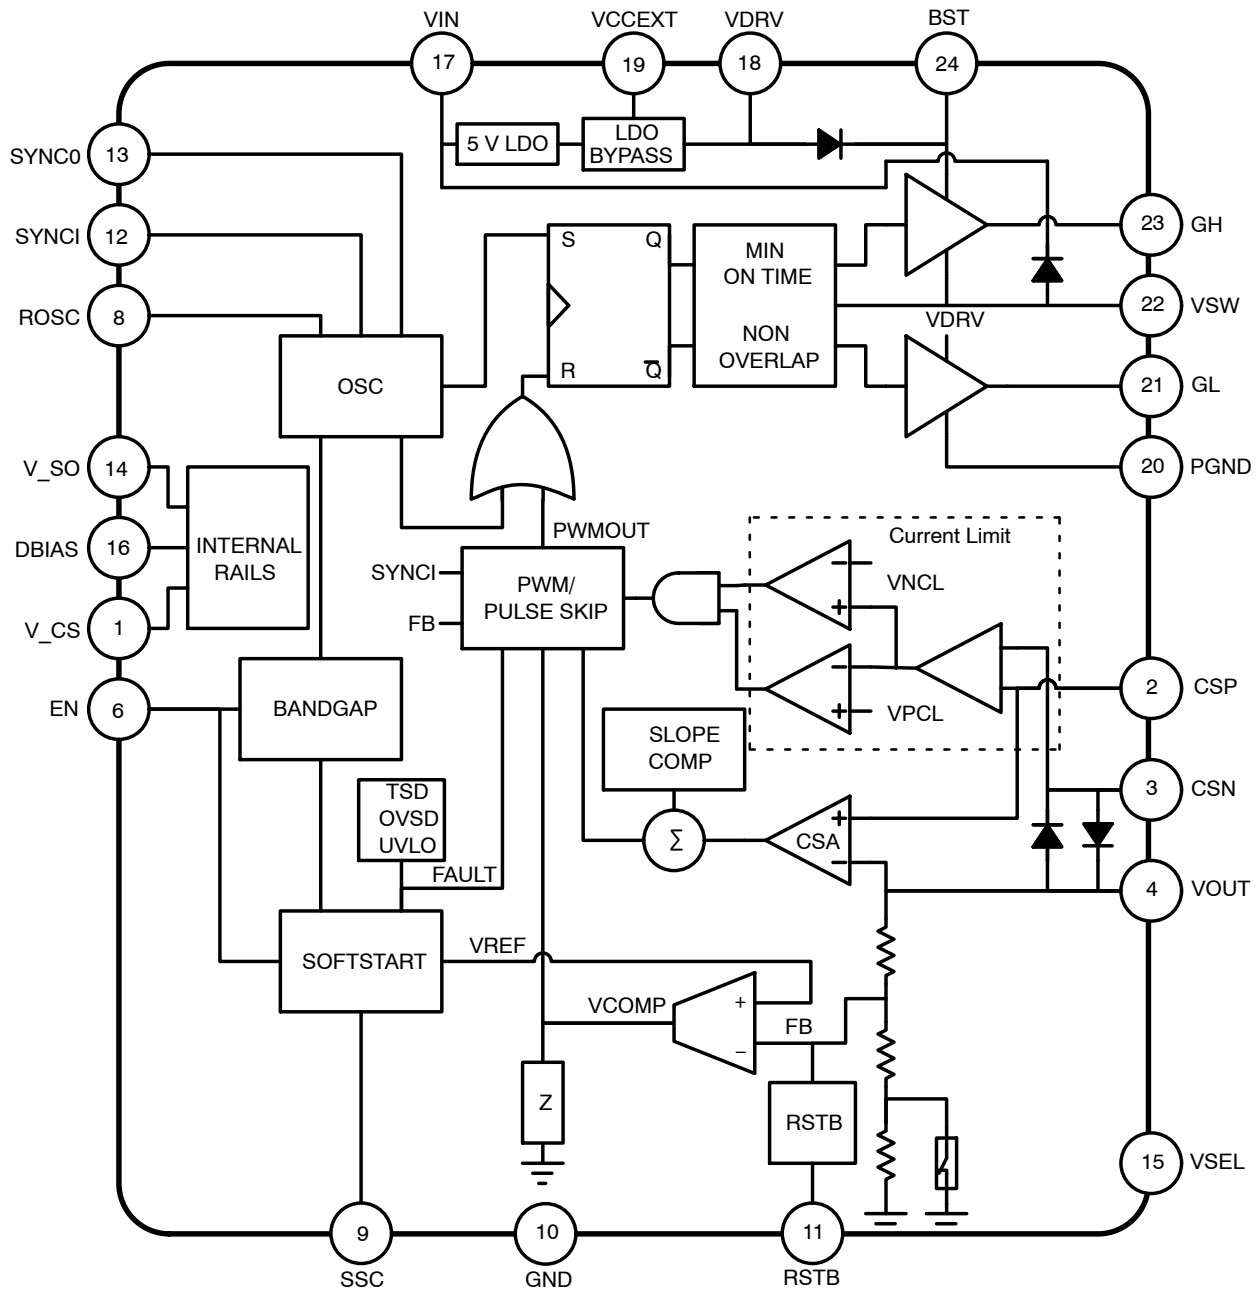 VIN
VCCEXT
VDRV
BST
17
19
18
24
5 V LDO
LDO
BYPASS
SYNC0
13
SYNCI
12
ROSC
8
S
Q
MIN
ON TIME
23
GH
22
VSW
VDRV
NON
OVERLAP
R
Q̅
OSC
21
GL
V_SO
14
20
PGND
DBIAS
16
INTERNAL
RAILS
V_CS
1
PWMOUT
Current Limit
SYNCI
FB
PWM/
PULSE SKIP
VNCL
−
+
−
+
VPCL
2
CSP
EN
6
BANDGAP
SLOPE
COMP
3
CSN
TSD
OVSD
UVLO
Σ
CSA
+
−
FAULT
4
VOUT
SOFTSTART
VREF
VCOMP
+
−
FB
Z
RSTB
15
VSEL
9
SSC
10
GND
11
RSTB